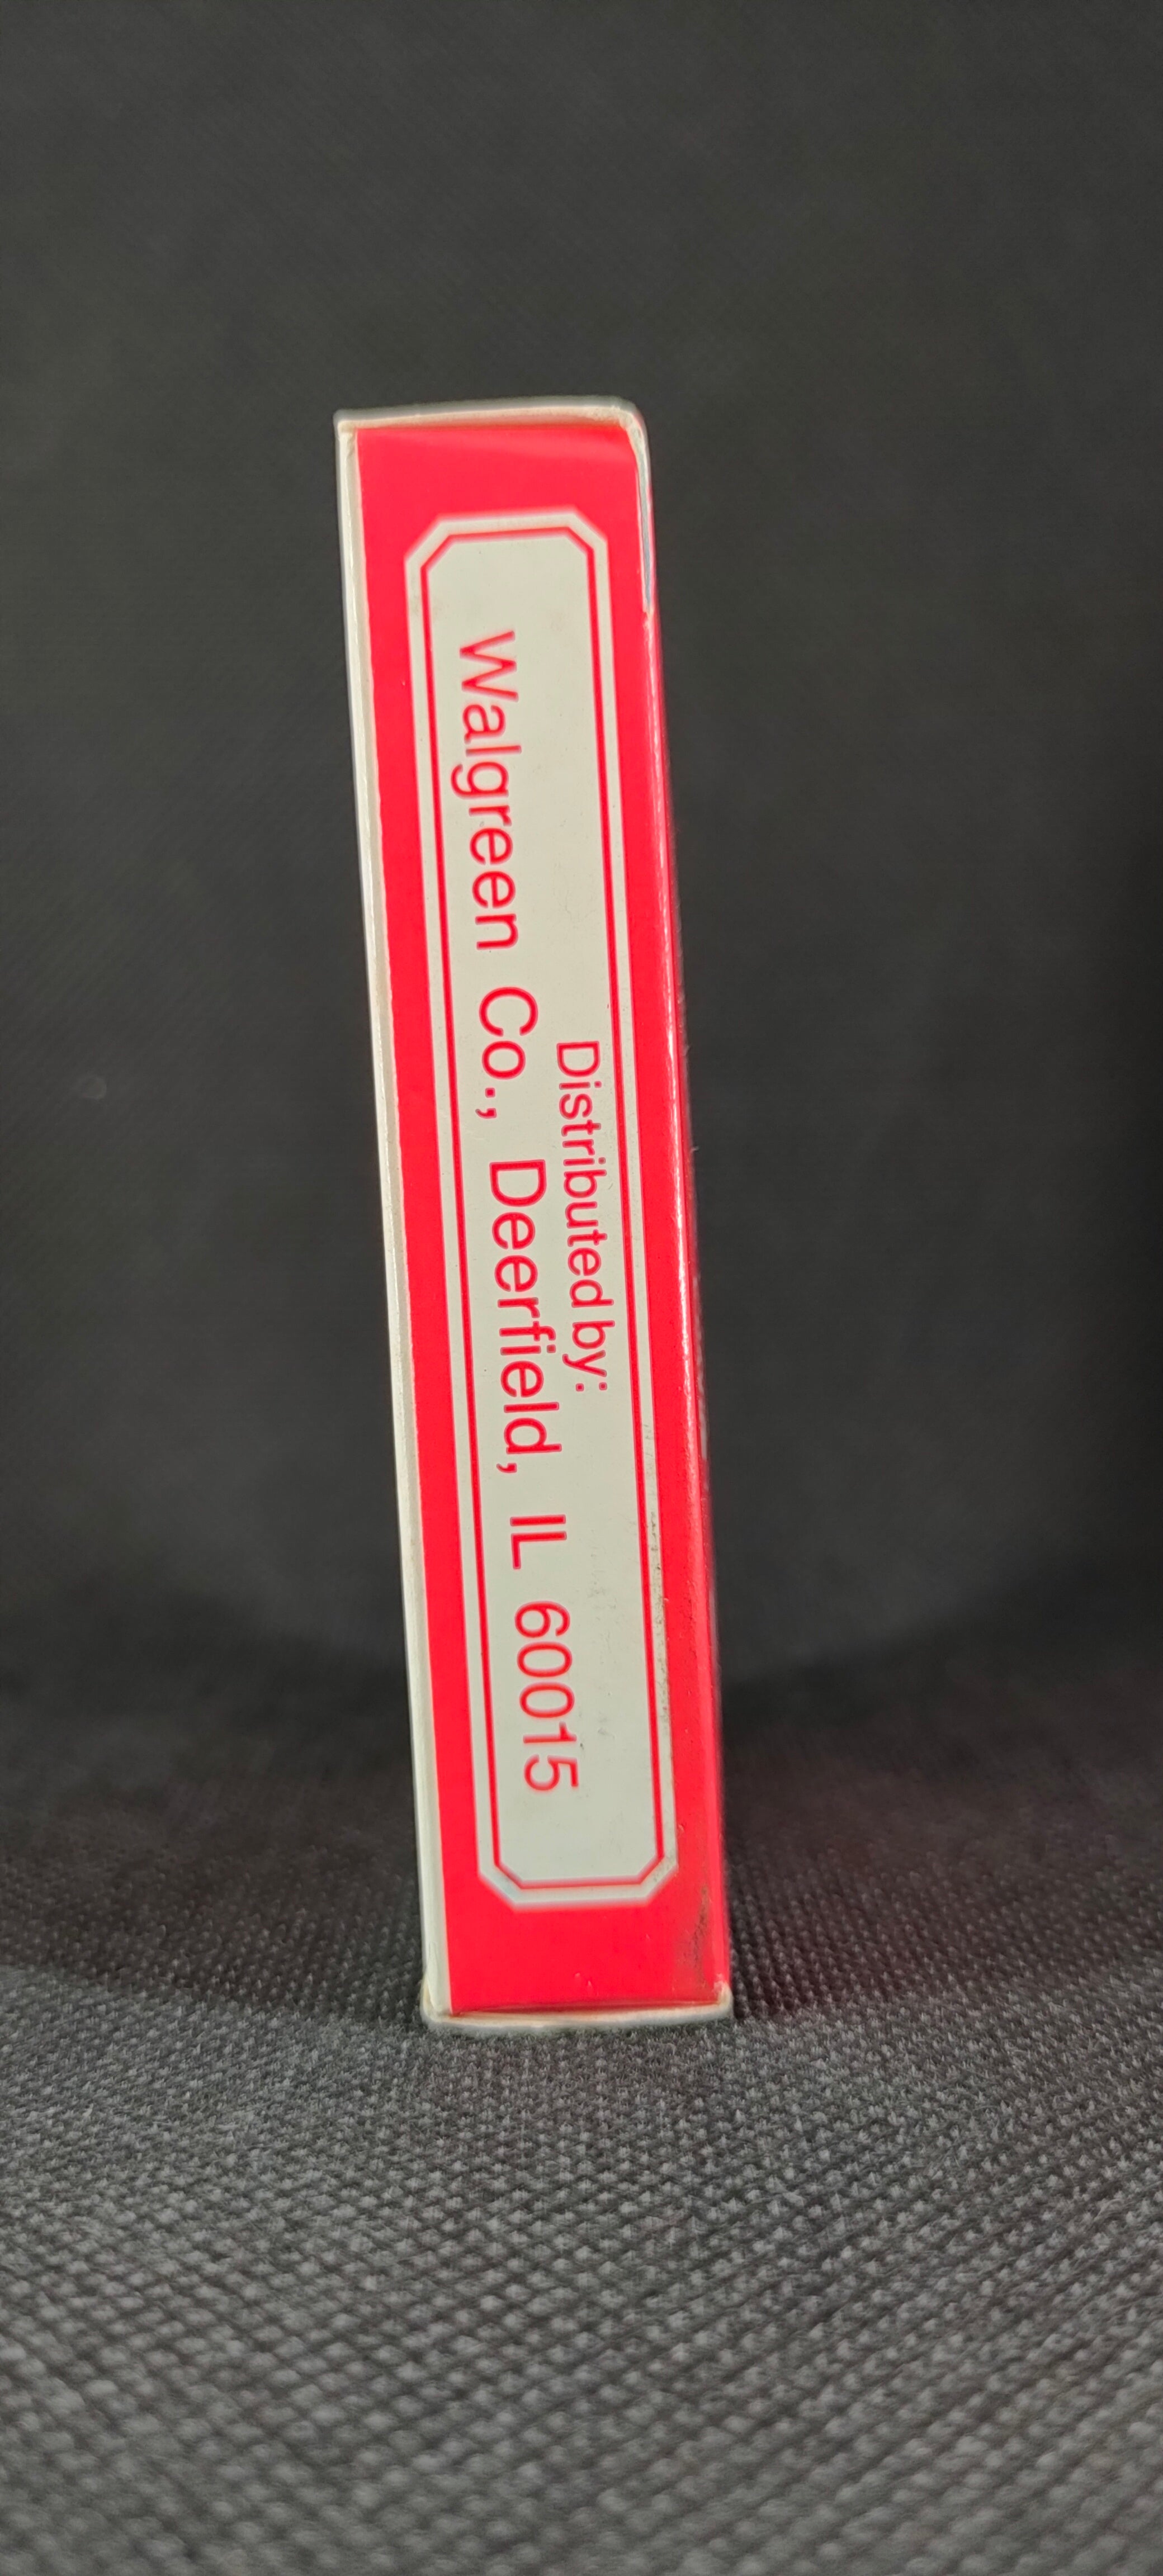 Distributed by:
Walgreen Co., Deerfield, IL 60015